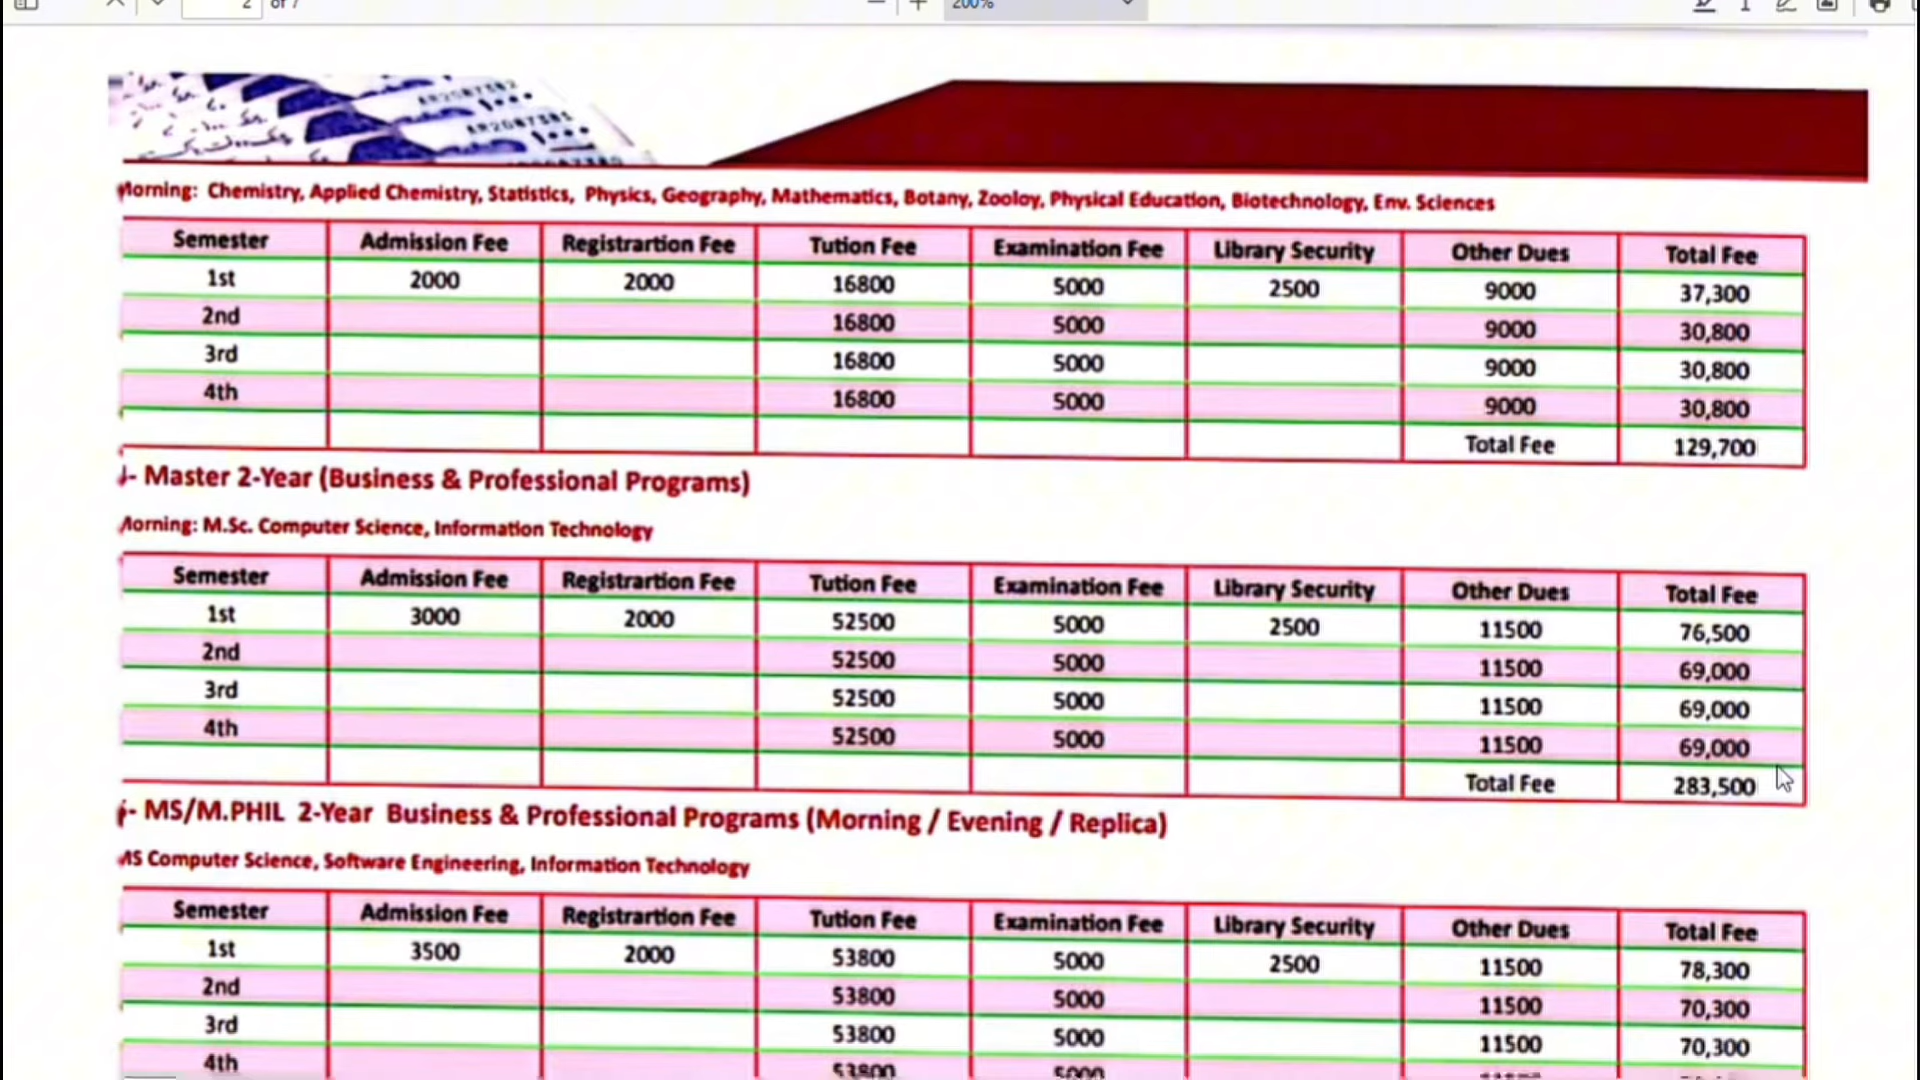 2 of 7 200%
AR2087382
AR2087383
Morning: Chemistry, Applied Chemistry, Statistics, Physics, Geography, Mathematics, Botany, Zooloy, Physical Education, Biotechnology, Env. Sciences
Semester Admission Fee Registrartion Fee Tution Fee Examination Fee Library Security Other Dues Total Fee
1st 2000 2000 16800 5000 2500 9000 37,300
2nd 16800 5000 9000 30,800
3rd 16800 5000 9000 30,800
4th 16800 5000 9000 30,800
Total Fee 129,700
- Master 2-Year (Business & Professional Programs)
Morning: M.Sc. Computer Science, Information Technology
Semester Admission Fee Registrartion Fee Tution Fee Examination Fee Library Security Other Dues Total Fee
1st 3000 2000 52500 5000 2500 11500 76,500
2nd 52500 5000 11500 69,000
3rd 52500 5000 11500 69,000
4th 52500 5000 11500 69,000
Total Fee 283,500
- MS/M.PHIL 2-Year Business & Professional Programs (Morning / Evening / Replica)
MS Computer Science, Software Engineering, Information Technology
Semester Admission Fee Registrartion Fee Tution Fee Examination Fee Library Security Other Dues Total Fee
1st 3500 2000 53800 5000 2500 11500 78,300
2nd 53800 5000 11500 70,300
3rd 53800 5000 11500 70,300
4th 53800 5000